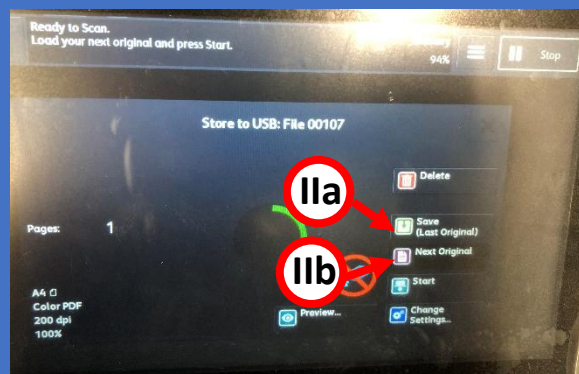 Ready to Scan.
Load your next original and press Start.
94%
Stop
Store to USB: File 00107
IIa
Delete
Pages: 1
Save
(Last Original)
Next Original
IIb
Start
A4
Color PDF
200 dpi
100%
Preview...
Change
Settings...